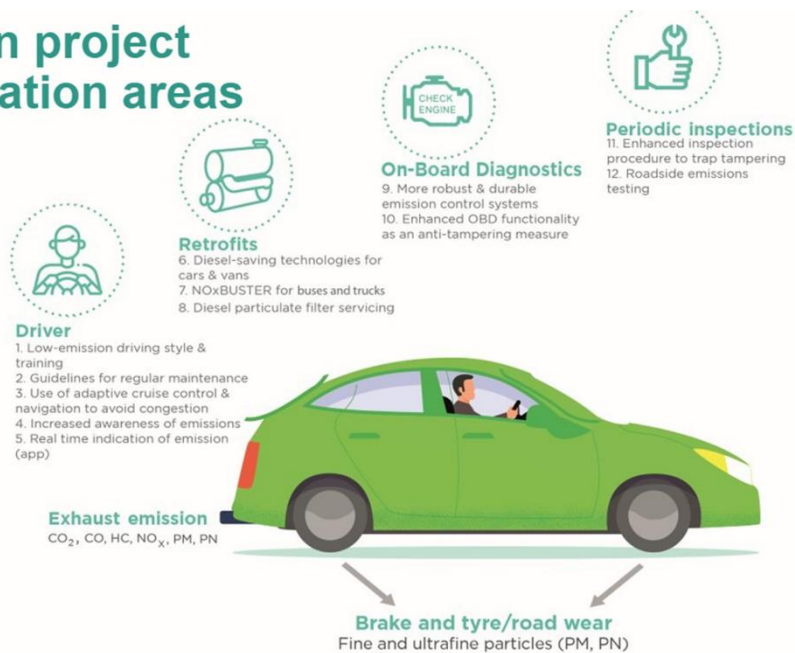 n project
ation areas
CHECK
ENGINE
Periodic inspections
11. Enhanced inspection
procedure to trap tampering
12. Roadside emissions
testing
On-Board Diagnostics
9. More robust & durable
emission control systems
10. Enhanced OBD functionality
as an anti-tampering measure
Retrofits
6. Diesel-saving technologies for
cars & vans
7. NOxBUSTER for buses and trucks
8. Diesel particulate filter servicing
Driver
1. Low-emission driving style &
training
2. Guidelines for regular maintenance
3. Use of adaptive cruise control &
navigation to avoid congestion
4. Increased awareness of emissions
5. Real time indication of emission
(app)
Exhaust emission
CO₂, CO, HC, NOₓ, PM, PN
Brake and tyre/road wear
Fine and ultrafine particles (PM, PN)